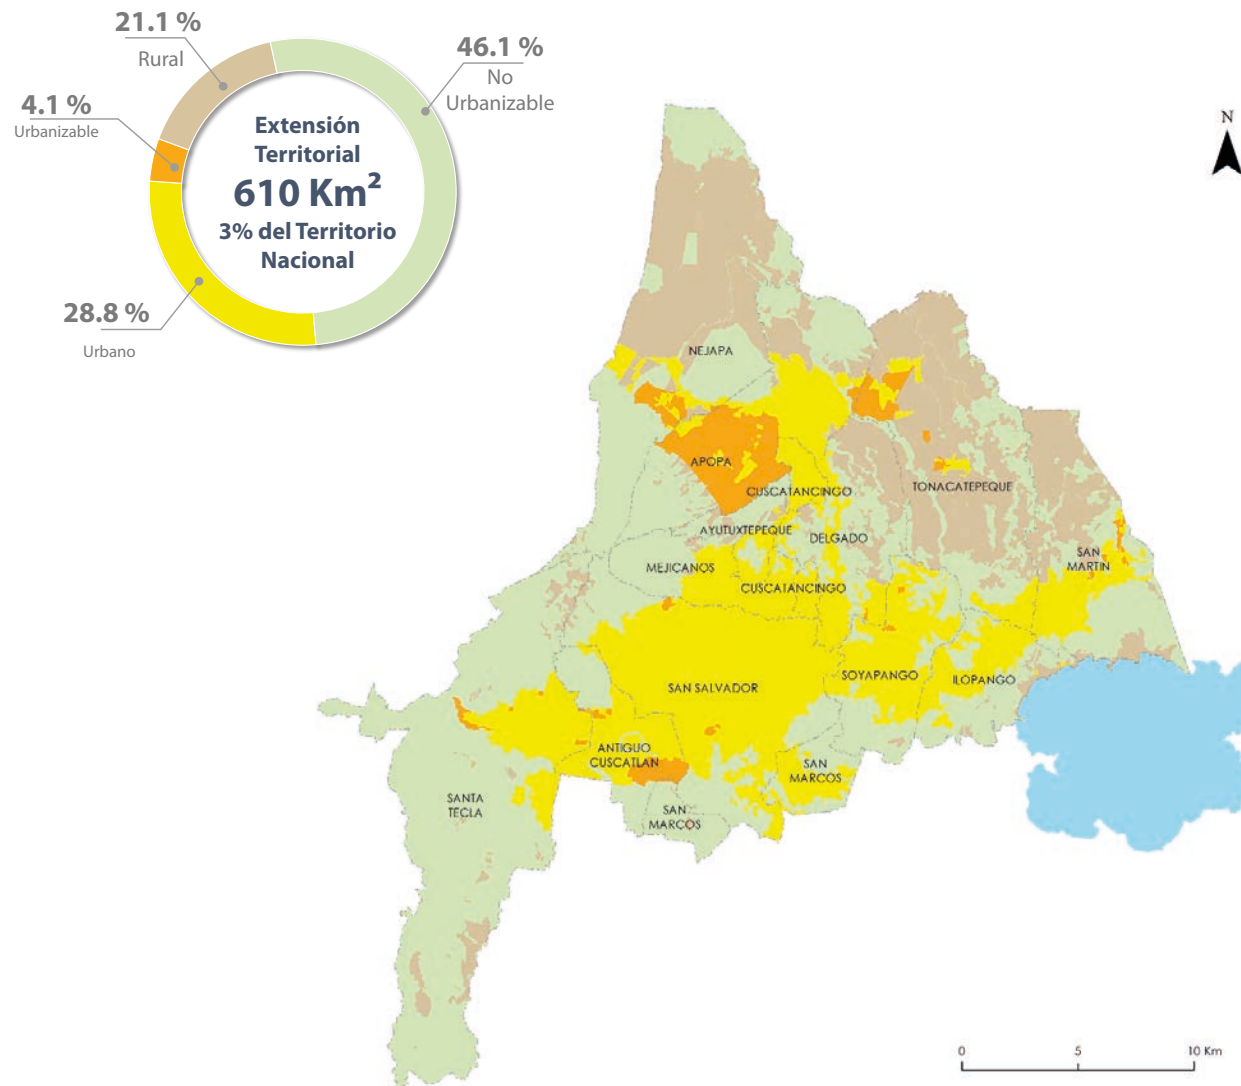 21.1 %
Rural
46.1 %
No
Urbanizable
4.1 %
Urbanizable
Extensión
Territorial
610 Km²
3% del Territorio
Nacional
28.8 %
Urbano
N
NEJAPA
APOPA
CUSCATANCINGO
TONACATEPEQUE
AYUTUXTEPEQUE
DELGADO
SAN
MARTIN
MEJICANOS
CUSCATANCINGO
SOYAPANGO
ILOPANGO
SAN SALVADOR
ANTIGUO
CUSCATLAN
SAN
MARCOS
SANTA
TECLA
SAN
MARCOS
0 5 10 Km